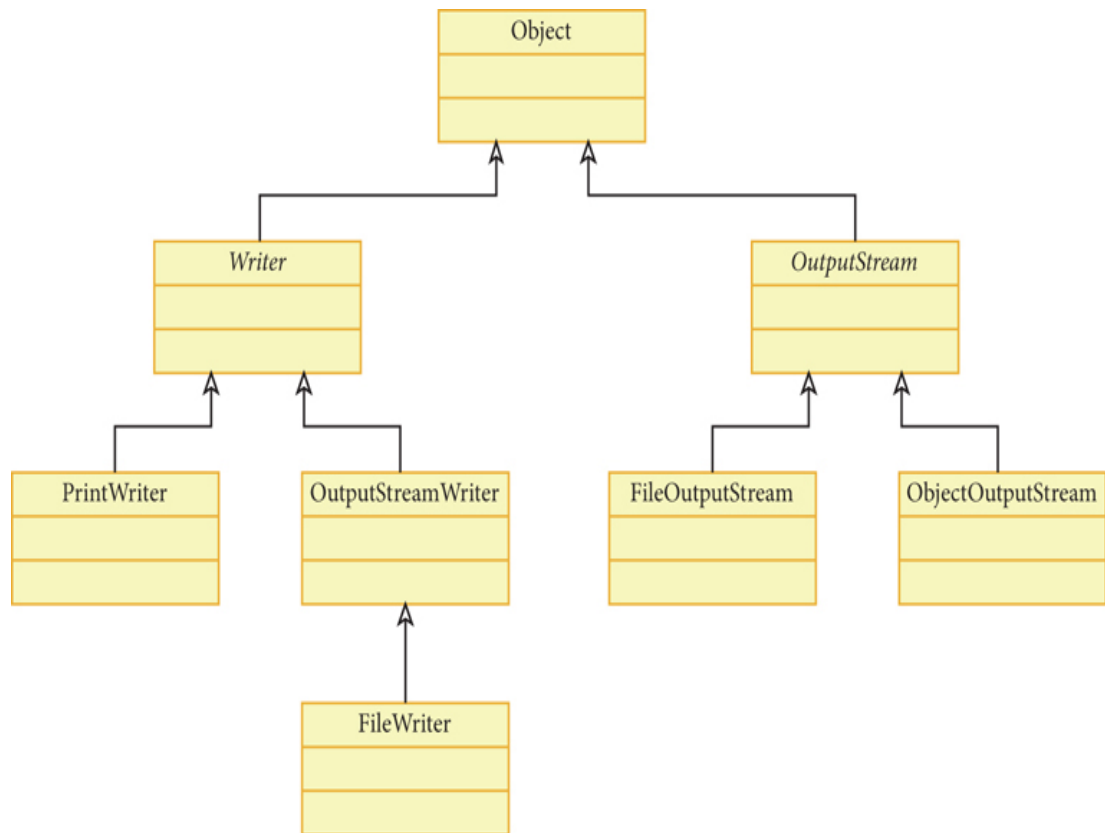 Object
Writer
OutputStream
PrintWriter
OutputStreamWriter
FileOutputStream
ObjectOutputStream
FileWriter